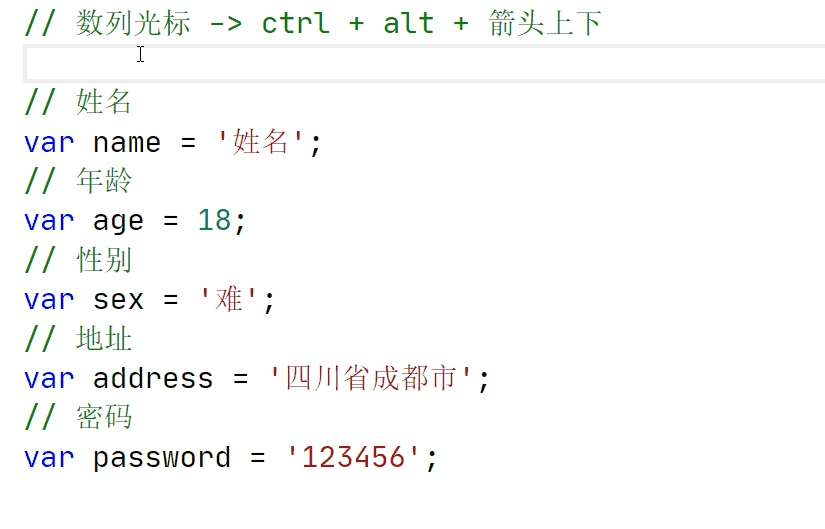 // 数列光标 -> ctrl + alt + 箭头上下
// 姓名
var name = '姓名';
// 年龄
var age = 18;
// 性别
var sex = '难';
// 地址
var address = '四川省成都市';
// 密码
var password = '123456';